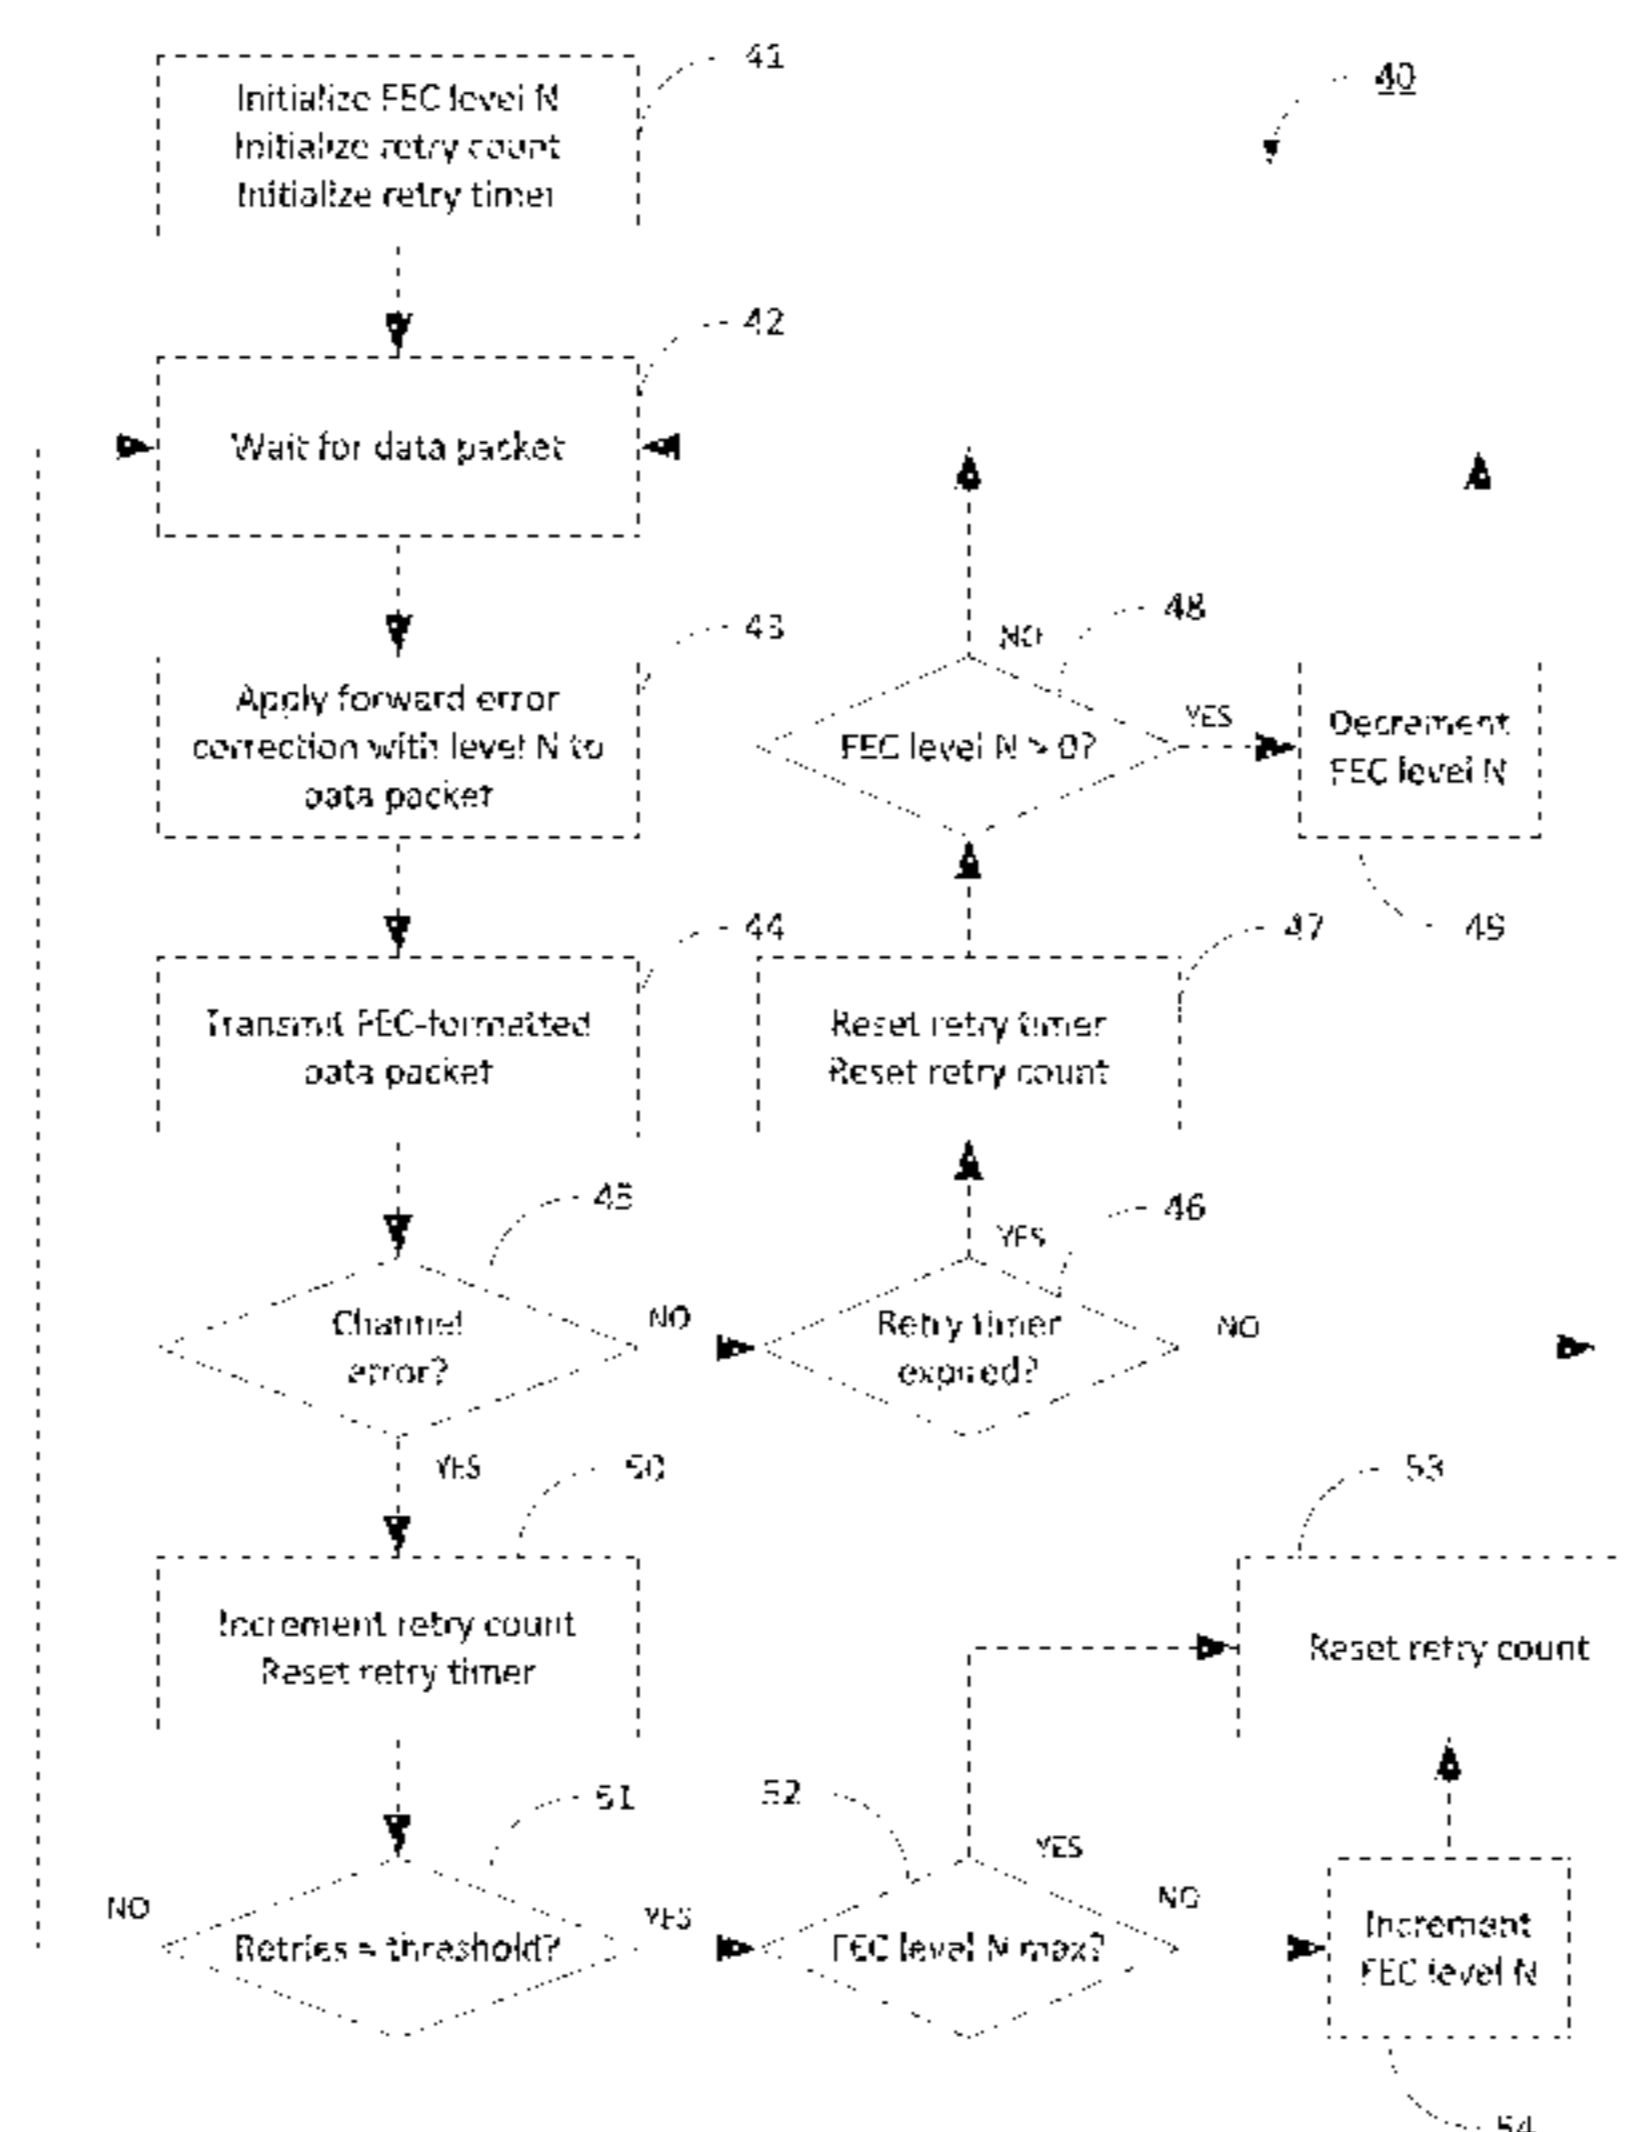 41
40
Initialize FEC level N
Initialize retry count
Initialize retry timer
42
Wait for data packet
43
Apply forward error
correction with level N to
data packet
48
NO
FEC level N > 0?
YES
Decrement
FEC level N
49
44
Transmit FEC-formatted
data packet
47
Reset retry timer
Reset retry count
45
Channel
error?
NO
46
YES
Retry timer
expired?
NO
YES
50
Increment retry count
Reset retry timer
53
Reset retry count
51
NO
Retries = threshold?
YES
52
YES
FEC level N max?
NO
Increment
FEC level N
54